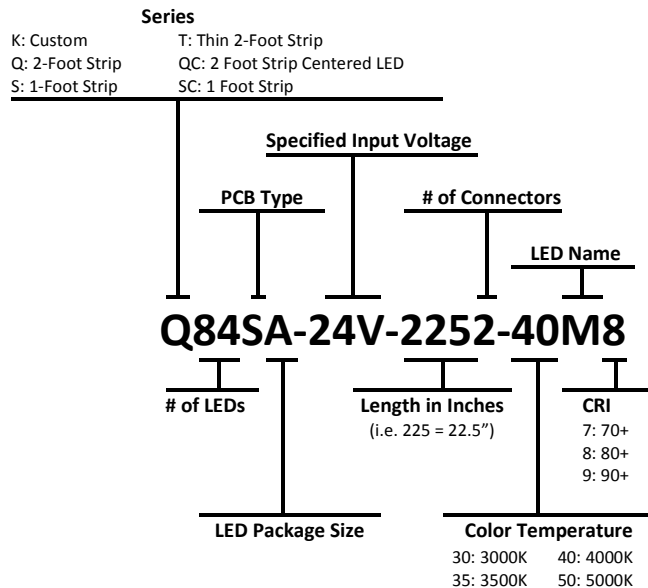 Series
K: Custom T: Thin 2-Foot Strip
Q: 2-Foot Strip QC: 2 Foot Strip Centered LED
S: 1-Foot Strip SC: 1 Foot Strip
Specified Input Voltage
PCB Type # of Connectors
LED Name
Q84SA-24V-2252-40M8
# of LEDs Length in Inches CRI
(i.e. 225 = 22.5”) 7: 70+
8: 80+
9: 90+
LED Package Size Color Temperature
30: 3000K 40: 4000K
35: 3500K 50: 5000K